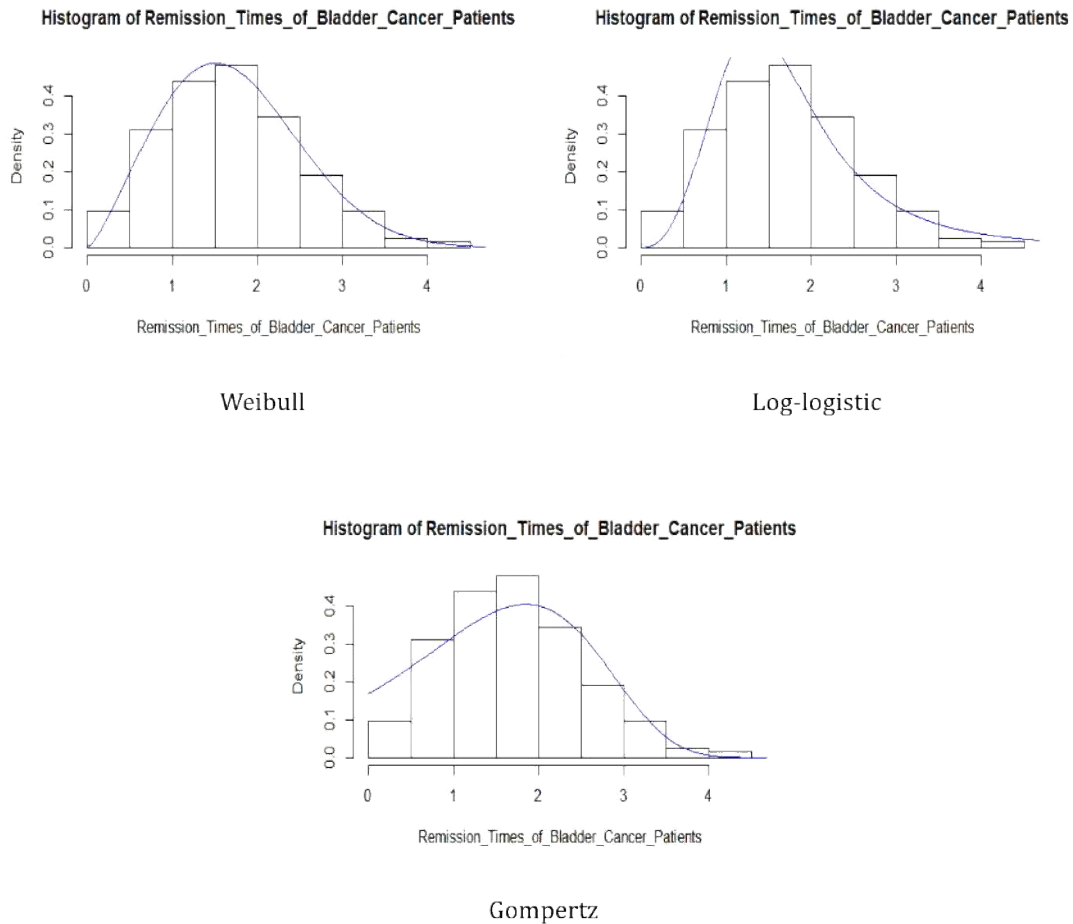 Histogram of Remission_Times_of_Bladder_Cancer_Patients
Density
0.0 0.1 0.2 0.3 0.4
0 1 2 3 4
Remission_Times_of_Bladder_Cancer_Patients
Weibull
Histogram of Remission_Times_of_Bladder_Cancer_Patients
Density
0.0 0.1 0.2 0.3 0.4
0 1 2 3 4
Remission_Times_of_Bladder_Cancer_Patients
Log-logistic
Histogram of Remission_Times_of_Bladder_Cancer_Patients
Density
0.0 0.1 0.2 0.3 0.4
0 1 2 3 4
Remission_Times_of_Bladder_Cancer_Patients
Gompertz